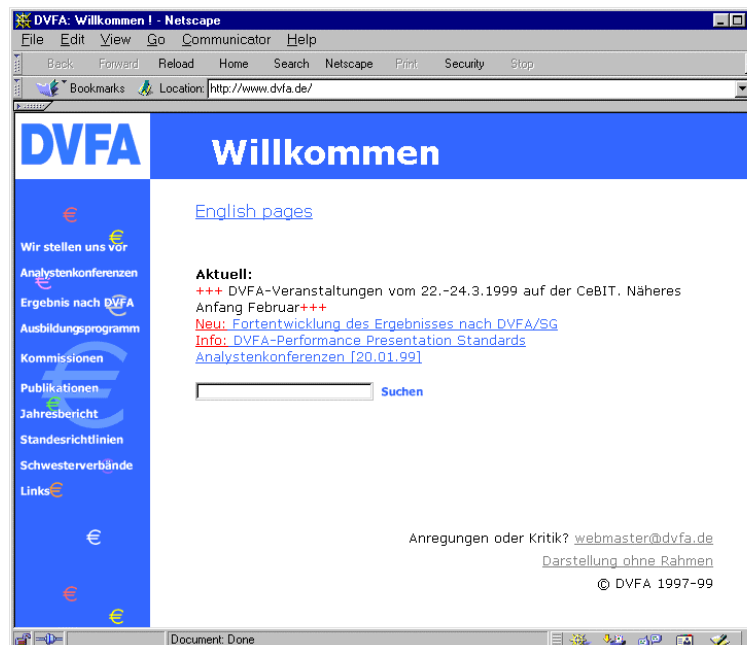 DVFA: Willkommen ! - Netscape
File Edit View Go Communicator Help
Back Forward Reload Home Search Netscape Print Security Stop
Bookmarks Location: http://www.dvfa.de/
DVFA
Willkommen
English pages
Wir stellen uns vor
Analystenkonferenzen
Ergebnis nach DVFA
Ausbildungsprogramm
Kommissionen
Publikationen
Jahresbericht
Standesrichtlinien
Schwesterverbände
Links
Aktuell:
+++ DVFA-Veranstaltungen vom 22.-24.3.1999 auf der CeBIT. Näheres
Anfang Februar+++
Neu: Fortentwicklung des Ergebnisses nach DVFA/SG
Info: DVFA-Performance Presentation Standards
Analystenkonferenzen [20.01.99]
Suchen
Anregungen oder Kritik? webmaster@dvfa.de
Darstellung ohne Rahmen
© DVFA 1997-99
Document: Done